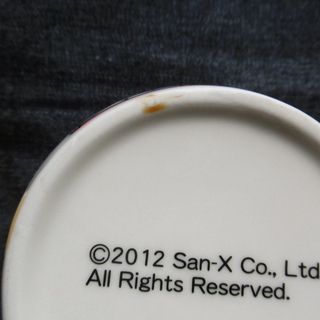 ©2012 San-X Co., Ltd
All Rights Reserved.